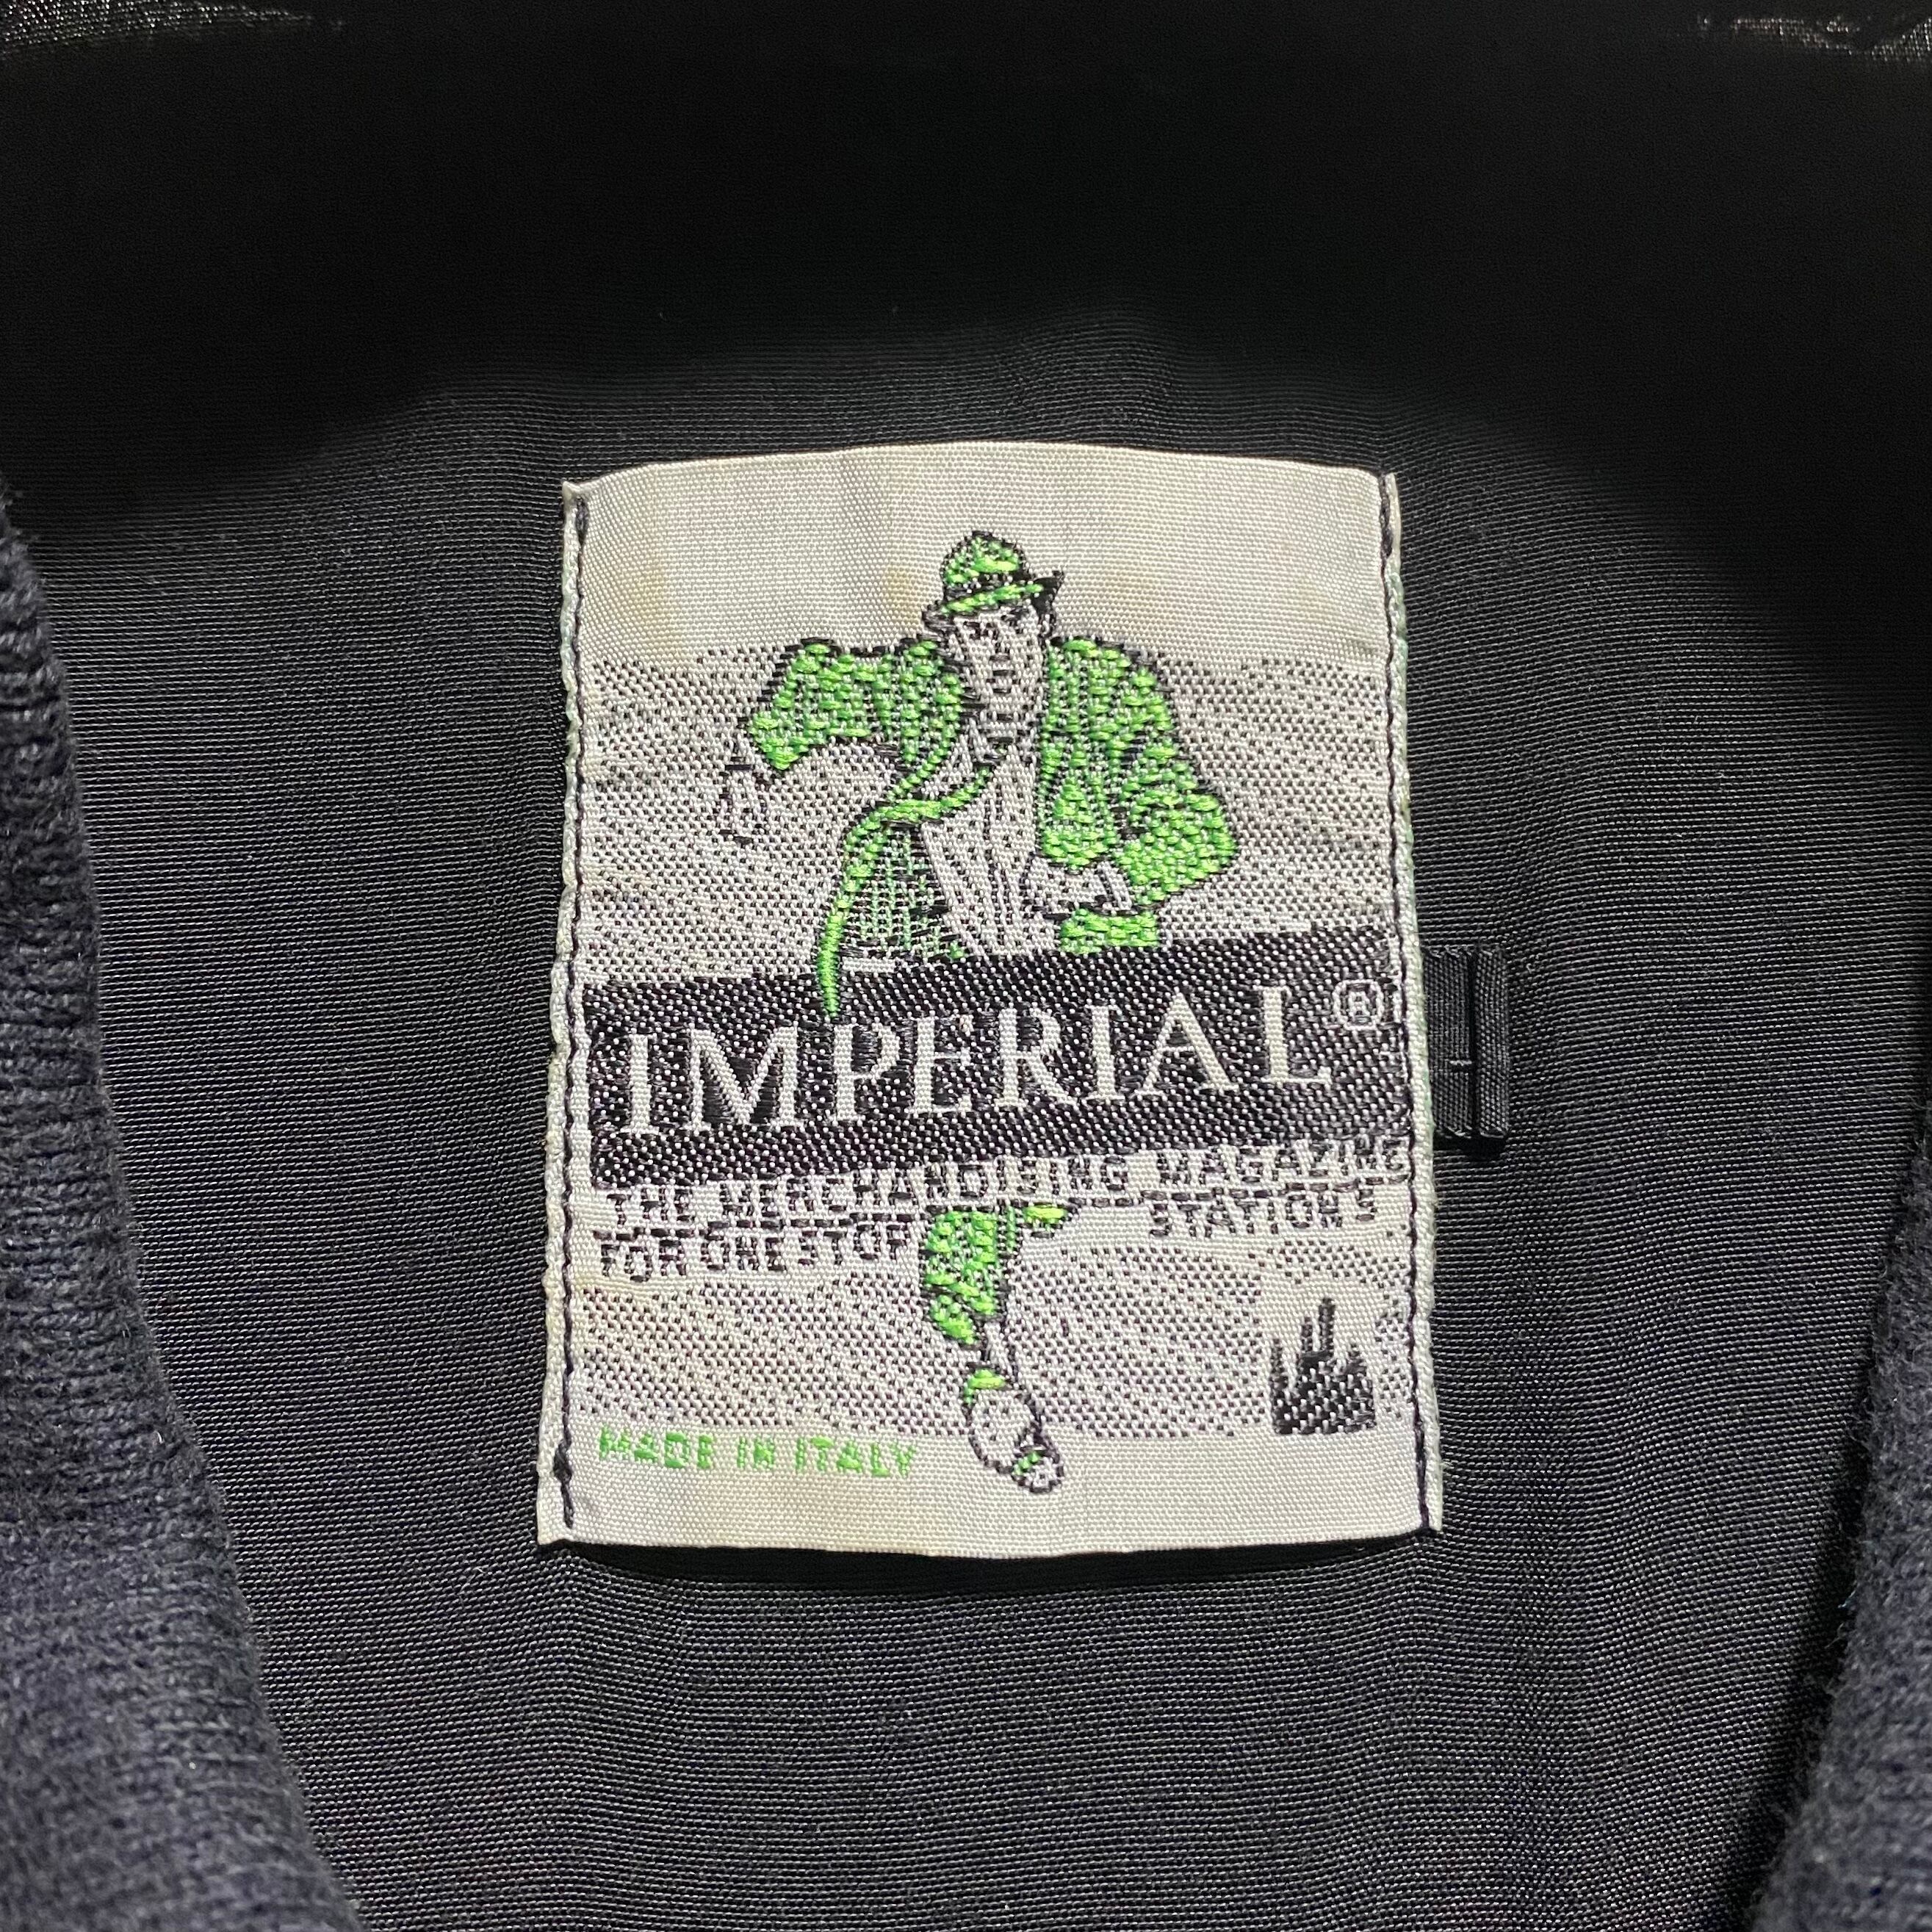 IMPERIAL®
L
THE MERCHANDISING MAGAZINE
FOR ONE STOP STATIONS
MADE IN ITALY